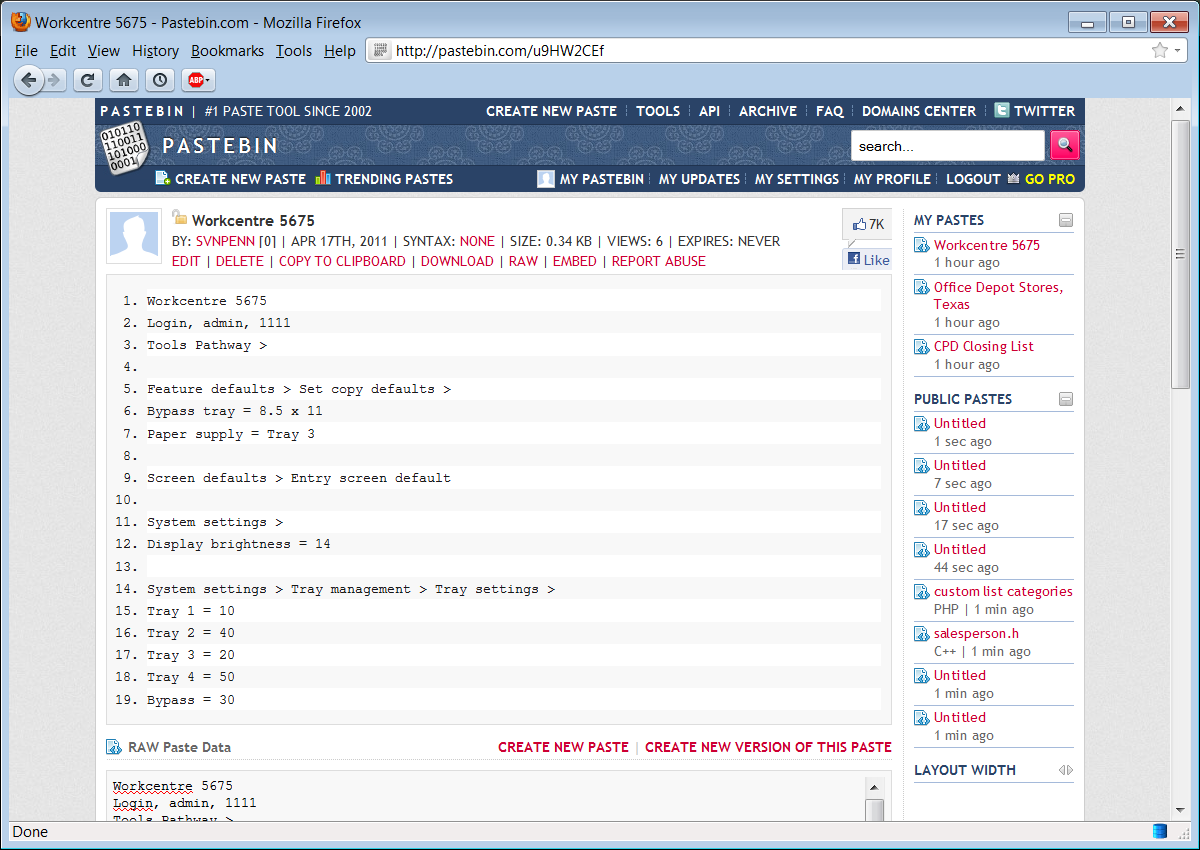 Workcentre 5675 - Pastebin.com - Mozilla Firefox
File Edit View History Bookmarks Tools Help http://pastebin.com/u9HW2CEf
ABP
PASTEBIN | #1 PASTE TOOL SINCE 2002 CREATE NEW PASTE TOOLS API ARCHIVE FAQ DOMAINS CENTER TWITTER
010110
110011
101000
0001
PASTEBIN search...
CREATE NEW PASTE TRENDING PASTES MY PASTEBIN MY UPDATES MY SETTINGS MY PROFILE LOGOUT GO PRO
Workcentre 5675
BY: SVNPENN [0] | APR 17TH, 2011 | SYNTAX: NONE | SIZE: 0.34 KB | VIEWS: 6 | EXPIRES: NEVER
EDIT | DELETE | COPY TO CLIPBOARD | DOWNLOAD | RAW | EMBED | REPORT ABUSE
7K
Like
1. Workcentre 5675
2. Login, admin, 1111
3. Tools Pathway >
4.
5. Feature defaults > Set copy defaults >
6. Bypass tray = 8.5 x 11
7. Paper supply = Tray 3
8.
9. Screen defaults > Entry screen default
10.
11. System settings >
12. Display brightness = 14
13.
14. System settings > Tray management > Tray settings >
15. Tray 1 = 10
16. Tray 2 = 40
17. Tray 3 = 20
18. Tray 4 = 50
19. Bypass = 30
RAW Paste Data CREATE NEW PASTE | CREATE NEW VERSION OF THIS PASTE
Workcentre 5675
Login, admin, 1111
Tools Pathway >
MY PASTES
Workcentre 5675
1 hour ago
Office Depot Stores,
Texas
1 hour ago
CPD Closing List
1 hour ago
PUBLIC PASTES
Untitled
1 sec ago
Untitled
7 sec ago
Untitled
17 sec ago
Untitled
44 sec ago
custom list categories
PHP | 1 min ago
salesperson.h
C++ | 1 min ago
Untitled
1 min ago
Untitled
1 min ago
LAYOUT WIDTH
Done